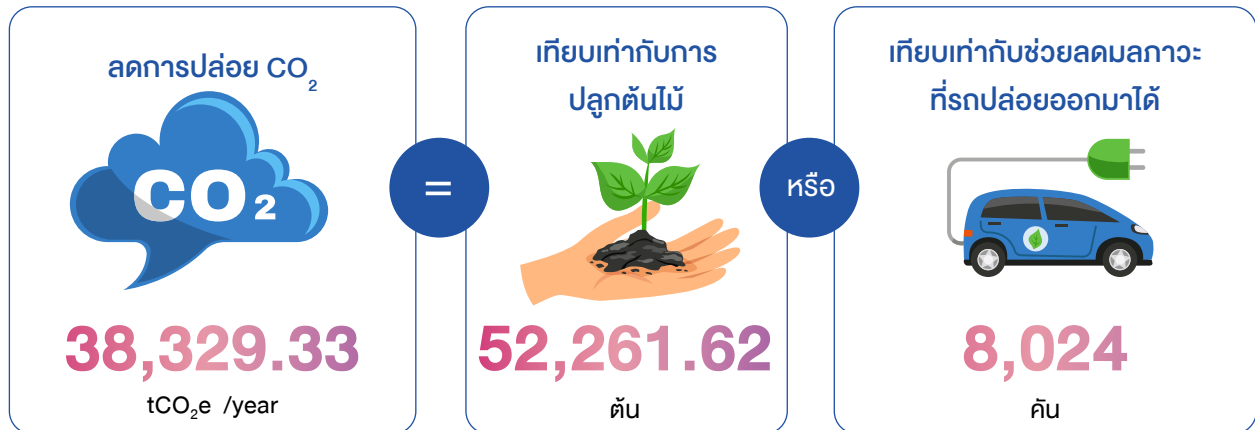 ลดการปล่อย CO₂
CO₂
38,329.33
tCO₂e /year
=
เทียบเท่ากับการ
ปลูกต้นไม้
52,261.62
ต้น
หรือ
เทียบเท่ากับช่วยลดมลภาวะ
ที่รถปล่อยออกมาได้
8,024
คัน